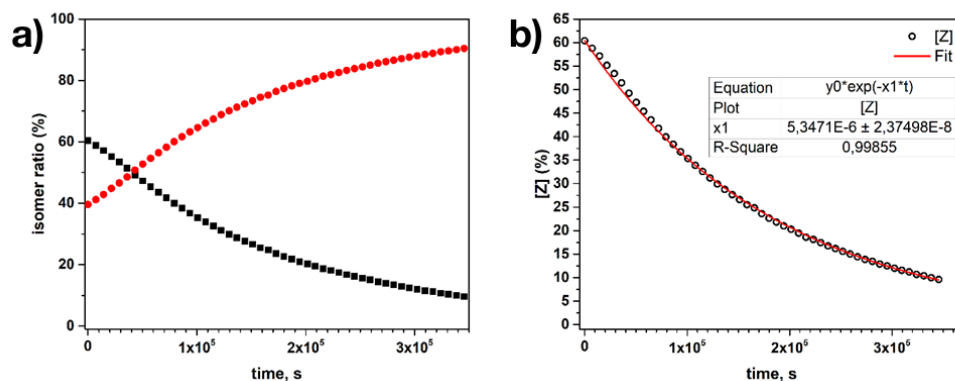 a)
isomer ratio (%)
100
80
60
40
20
0
0 1x10⁵ 2x10⁵ 3x10⁵
time, s
b)
[Z] (%)
65
60
55
50
45
40
35
30
25
20
15
10
5
0
[Z]
Fit
Equation y0*exp(-x1*t)
Plot [Z]
x1 5,3471E-6 ± 2,37498E-8
R-Square 0,99855
0 1x10⁵ 2x10⁵ 3x10⁵
time, s